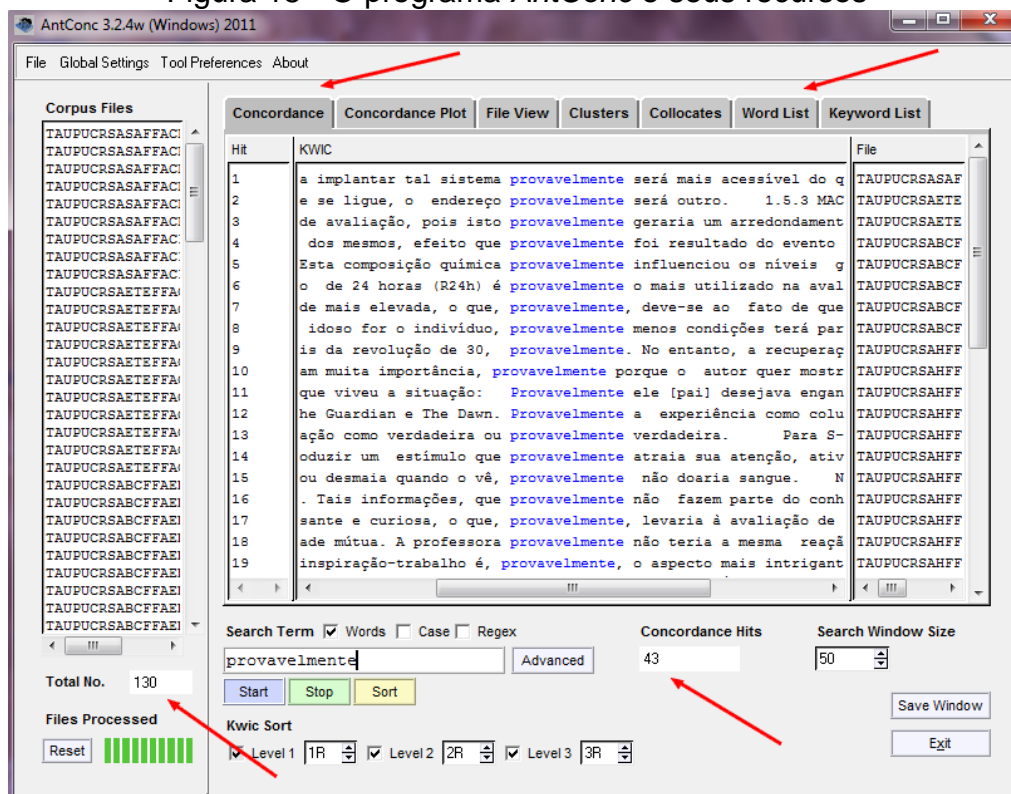 AntConc 3.2.4w (Windows) 2011
File Global Settings Tool Preferences About
Corpus Files
TAUPUCRSASAFFAC
TAUPUCRSASAFFAC
TAUPUCRSASAFFAC
TAUPUCRSASAFFAC
TAUPUCRSASAFFAC
TAUPUCRSASAFFAC
TAUPUCRSASAFFAC
TAUPUCRSASAFFAC
TAUPUCRSASAFFAC
TAUPUCRSAETEFFA
TAUPUCRSAETEFFA
TAUPUCRSAETEFFA
TAUPUCRSAETEFFA
TAUPUCRSAETEFFA
TAUPUCRSAETEFFA
TAUPUCRSAETEFFA
TAUPUCRSAETEFFA
TAUPUCRSAETEFFA
TAUPUCRSAETEFFA
TAUPUCRSAETEFFA
TAUPUCRSABCFFAE
TAUPUCRSABCFFAE
TAUPUCRSABCFFAE
TAUPUCRSABCFFAE
TAUPUCRSABCFFAE
TAUPUCRSABCFFAE
TAUPUCRSABCFFAE
TAUPUCRSABCFFAE
TAUPUCRSABCFFAE
Total No. 130
Files Processed
Reset
Concordance Concordance Plot File View Clusters Collocates Word List Keyword List
Hit KWIC File
1 a implantar tal sistema provavelmente será mais acessível do q TAUPUCRSASAF
2 e se ligue, o endereço provavelmente será outro. 1.5.3 MAC TAUPUCRSAETE
3 de avaliação, pois isto provavelmente geraria um arredondament TAUPUCRSAETE
4 dos mesmos, efeito que provavelmente foi resultado do evento TAUPUCRSABCF
5 Esta composição química provavelmente influenciou os níveis g TAUPUCRSABCF
6 o de 24 horas (R24h) é provavelmente o mais utilizado na aval TAUPUCRSABCF
7 de mais elevada, o que, provavelmente, deve-se ao fato de que TAUPUCRSABCF
8 idoso for o indivíduo, provavelmente menos condições terá par TAUPUCRSABCF
9 is da revolução de 30, provavelmente. No entanto, a recuperaç TAUPUCRSAHFF
10 am muita importância, provavelmente porque o autor quer mostr TAUPUCRSAHFF
11 que viveu a situação: Provavelmente ele [pai] desejava engan TAUPUCRSAHFF
12 he Guardian e The Dawn. Provavelmente a experiência como colu TAUPUCRSAHFF
13 ação como verdadeira ou provavelmente verdadeira. Para S- TAUPUCRSAHFF
14 oduzir um estímulo que provavelmente atraia sua atenção, ativ TAUPUCRSAHFF
15 ou desmaia quando o vê, provavelmente não doaria sangue. N TAUPUCRSAHFF
16 . Tais informações, que provavelmente não fazem parte do conh TAUPUCRSAHFF
17 sante e curiosa, o que, provavelmente, levaria à avaliação de TAUPUCRSAHFF
18 ade mútua. A professora provavelmente não teria a mesma reaçã TAUPUCRSAHFF
19 inspiração-trabalho é, provavelmente, o aspecto mais intrigant TAUPUCRSAHFF
Search Term Words Case Regex Concordance Hits Search Window Size
provavelmente Advanced 43 50
Start Stop Sort
Save Window
Kwic Sort
Level 1 1R Level 2 2R Level 3 3R
Exit